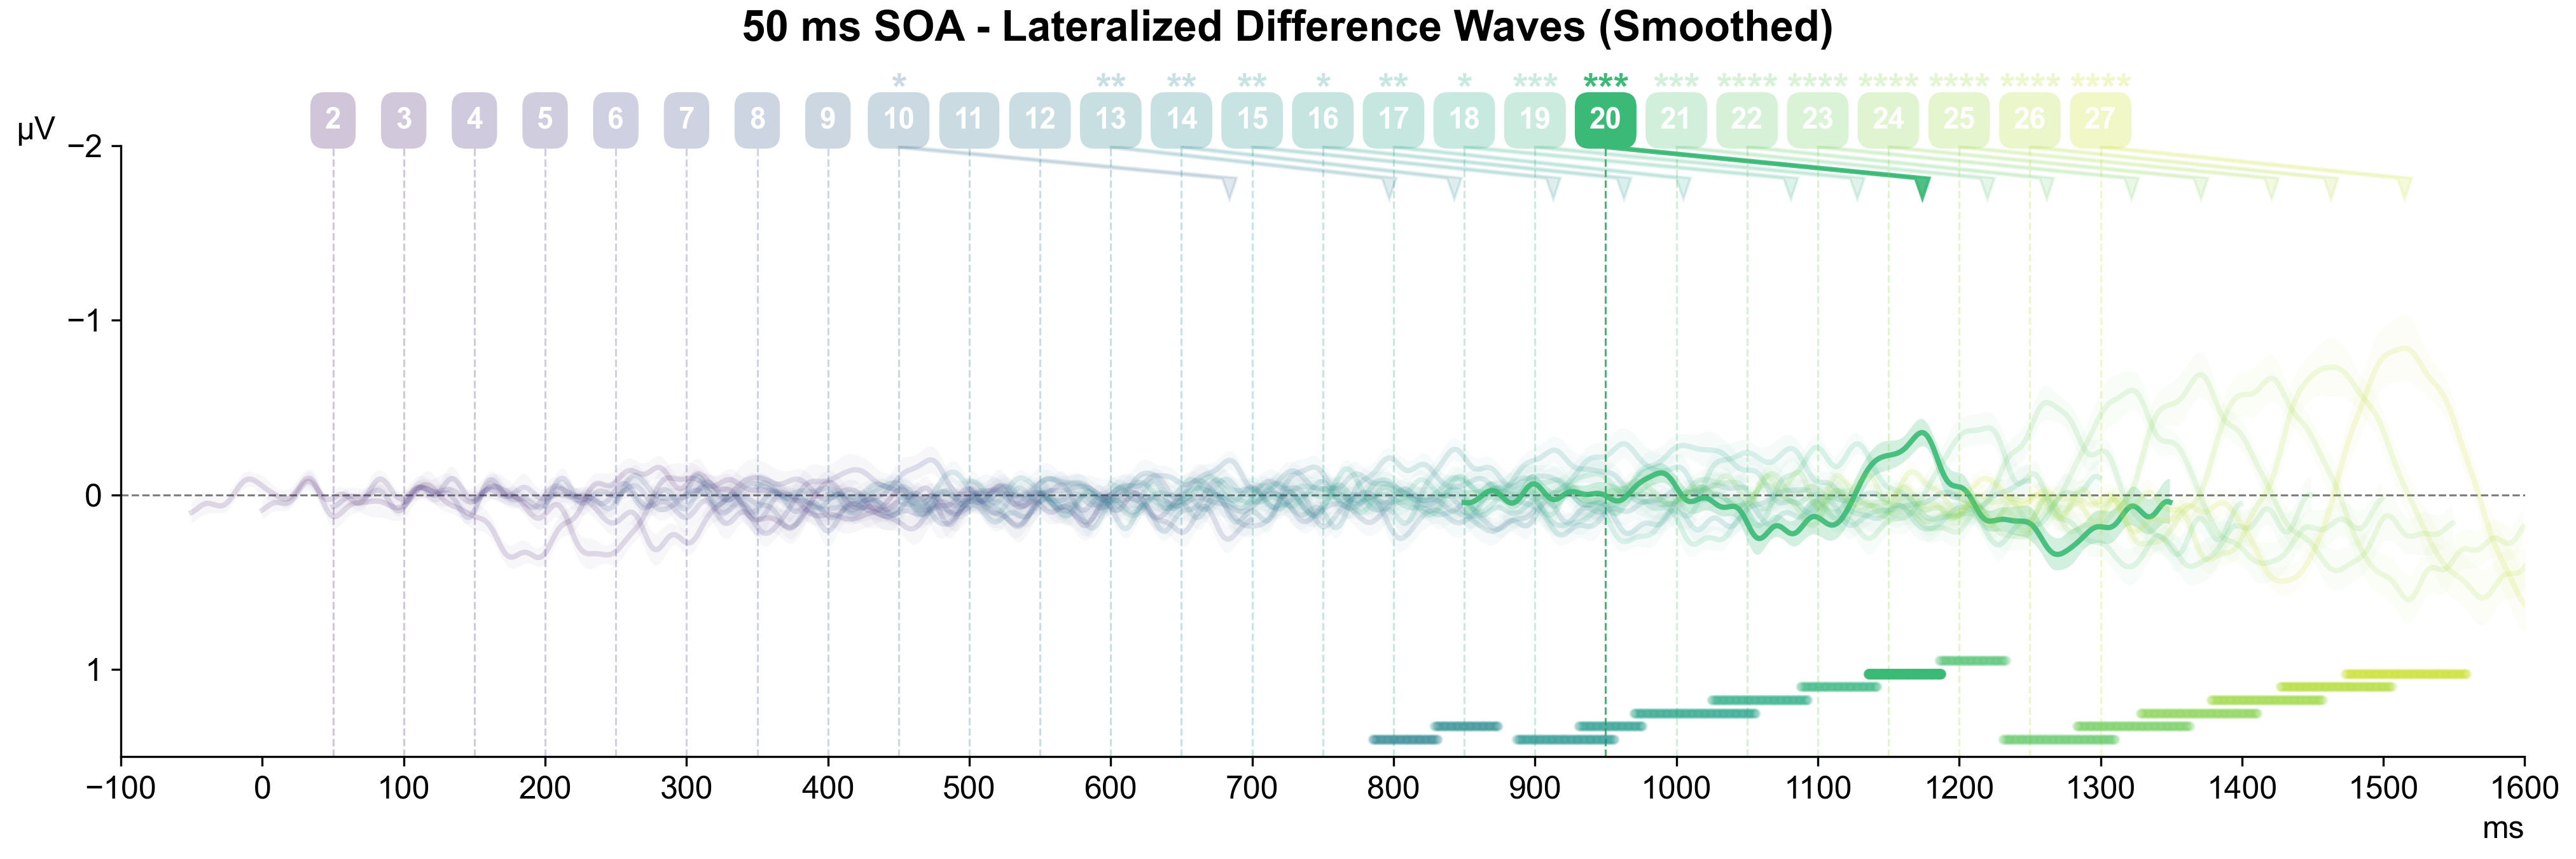 50 ms SOA - Lateralized Difference Waves (Smoothed)
* ** ** ** * ** * *** *** *** **** **** **** **** **** ****
2 3 4 5 6 7 8 9 10 11 12 13 14 15 16 17 18 19 20 21 22 23 24 25 26 27
µV
−2
−1
0
1
−100 0 100 200 300 400 500 600 700 800 900 1000 1100 1200 1300 1400 1500 1600
ms